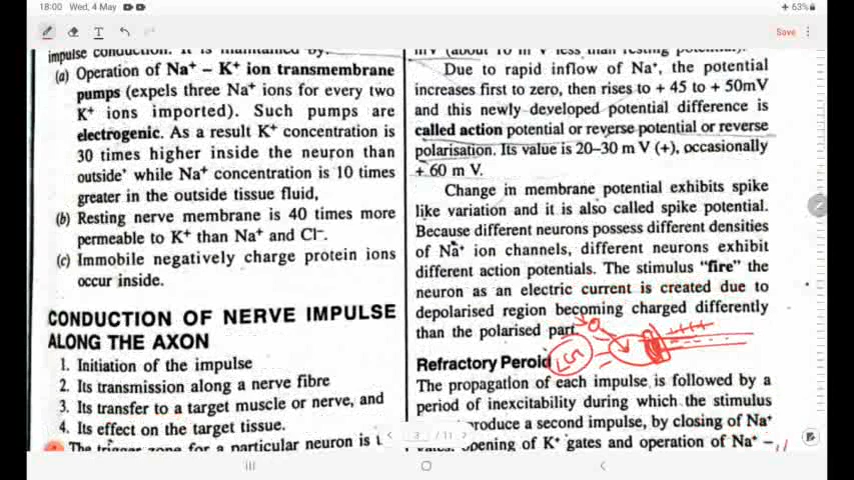 18:00 Wed, 4 May
63%
T
Save
impulse conduction. It is maintained by:
(a) Operation of Na+ – K+ ion transmembrane
pumps (expels three Na+ ions for every two
K+ ions imported). Such pumps are
electrogenic. As a result K+ concentration is
30 times higher inside the neuron than
outside' while Na+ concentration is 10 times
greater in the outside tissue fluid,
(b) Resting nerve membrane is 40 times more
permeable to K+ than Na+ and Cl–.
(c) Immobile negatively charge protein ions
occur inside.
CONDUCTION OF NERVE IMPULSE
ALONG THE AXON
1. Initiation of the impulse
2. Its transmission along a nerve fibre
3. Its transfer to a target muscle or nerve, and
4. Its effect on the target tissue.
The trigger zone for a particular neuron is
mV (about 10 m V less than resting potential).
Due to rapid inflow of Na+, the potential
increases first to zero, then rises to + 45 to + 50mV
and this newly developed potential difference is
called action potential or reverse potential or reverse
polarisation. Its value is 20–30 m V (+), occasionally
+ 60 m V.
Change in membrane potential exhibits spike
like variation and it is also called spike potential.
Because different neurons possess different densities
of Na+ ion channels, different neurons exhibit
different action potentials. The stimulus "fire" the
neuron as an electric current is created due to
depolarised region becoming charged differently
than the polarised part.
Refractory Peroid
The propagation of each impulse is followed by a
period of inexcitability during which the stimulus
produce a second impulse, by closing of Na+
opening of K+ gates and operation of Na+ –
3 / 11